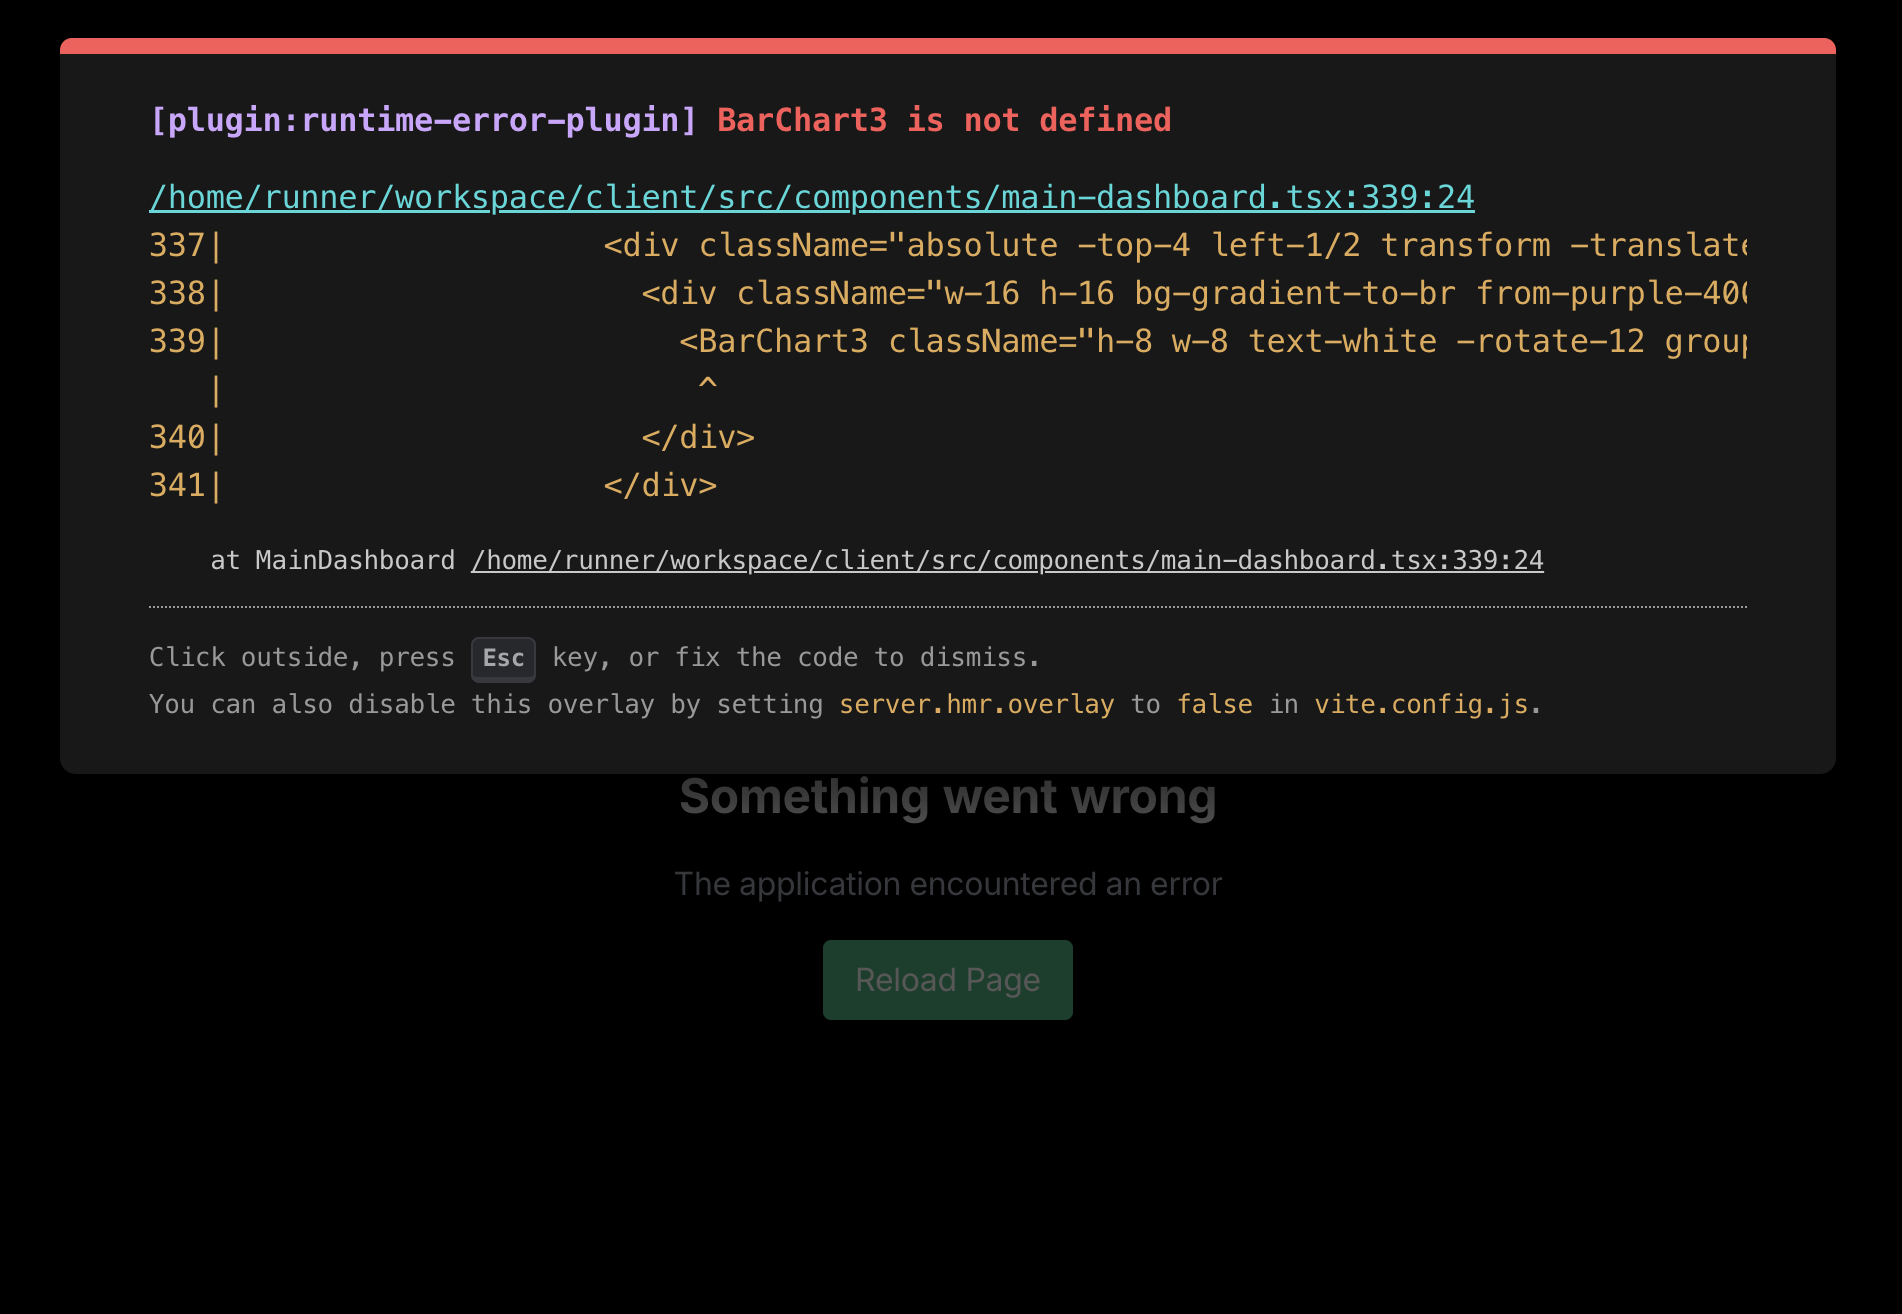 [plugin:runtime-error-plugin] BarChart3 is not defined
/home/runner/workspace/client/src/components/main-dashboard.tsx:339:24
337|                    <div className="absolute -top-4 left-1/2 transform -translate
338|                      <div className="w-16 h-16 bg-gradient-to-br from-purple-400
339|                        <BarChart3 className="h-8 w-8 text-white -rotate-12 group
   |                         ^
340|                      </div>
341|                    </div>
at MainDashboard /home/runner/workspace/client/src/components/main-dashboard.tsx:339:24
Click outside, press Esc key, or fix the code to dismiss.
You can also disable this overlay by setting server.hmr.overlay to false in vite.config.js.
Something went wrong
The application encountered an error
Reload Page